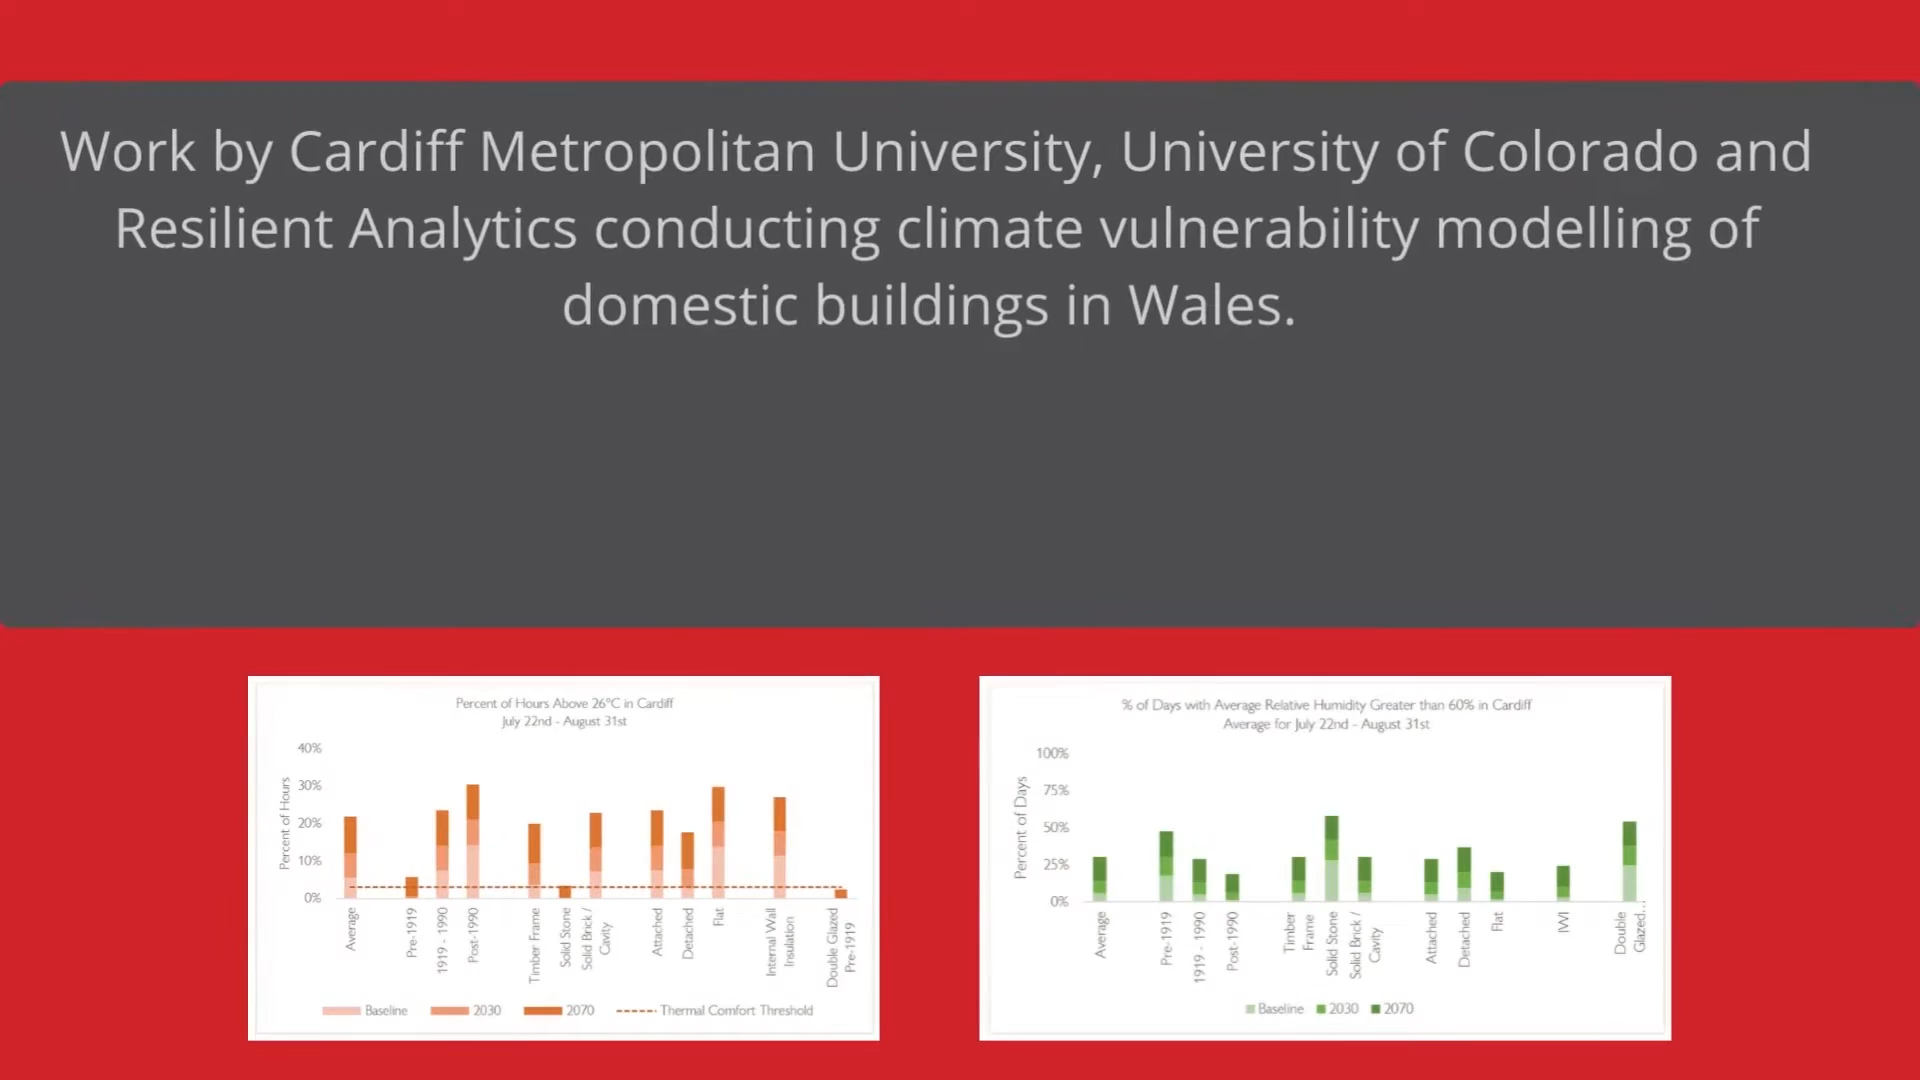 Work by Cardiff Metropolitan University, University of Colorado and
Resilient Analytics conducting climate vulnerability modelling of
domestic buildings in Wales.
Percent of Hours Above 26°C in Cardiff
July 22nd - August 31st
Percent of Hours
40%
30%
20%
10%
0%
Average
Pre-1919
1919 - 1990
Post-1990
Timber Frame
Solid Stone
Solid Brick /
Cavity
Attached
Detached
Flat
Internal Wall
Insulation
Double Glazed
Pre-1919
Baseline 2030 2070 Thermal Comfort Threshold
% of Days with Average Relative Humidity Greater than 60% in Cardiff
Average for July 22nd - August 31st
Percent of Days
100%
75%
50%
25%
0%
Average
Pre-1919
1919 - 1990
Post-1990
Timber
Frame
Solid Stone
Solid Brick /
Cavity
Attached
Detached
Flat
IWI
Double
Glazed...
Baseline 2030 2070